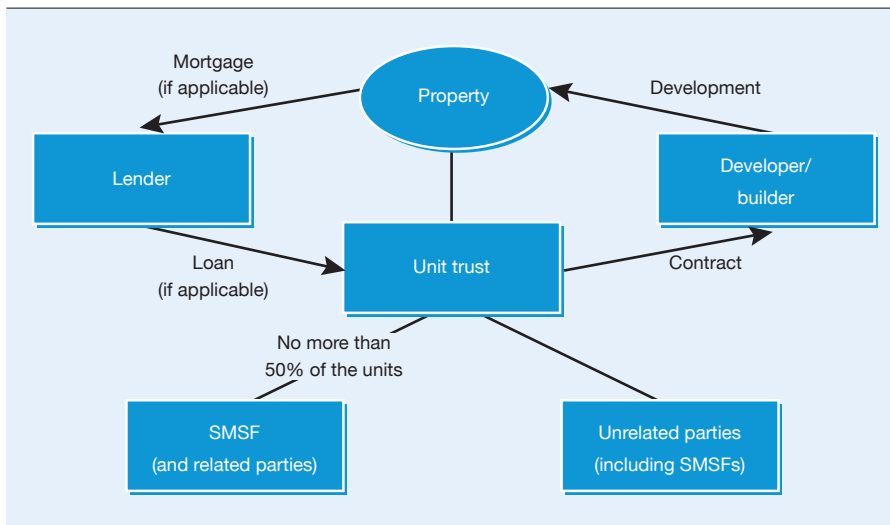 Mortgage
(if applicable)
Property
Development
Lender
Developer/
builder
Loan
(if applicable)
Unit trust
Contract
No more than
50% of the units
SMSF
(and related parties)
Unrelated parties
(including SMSFs)